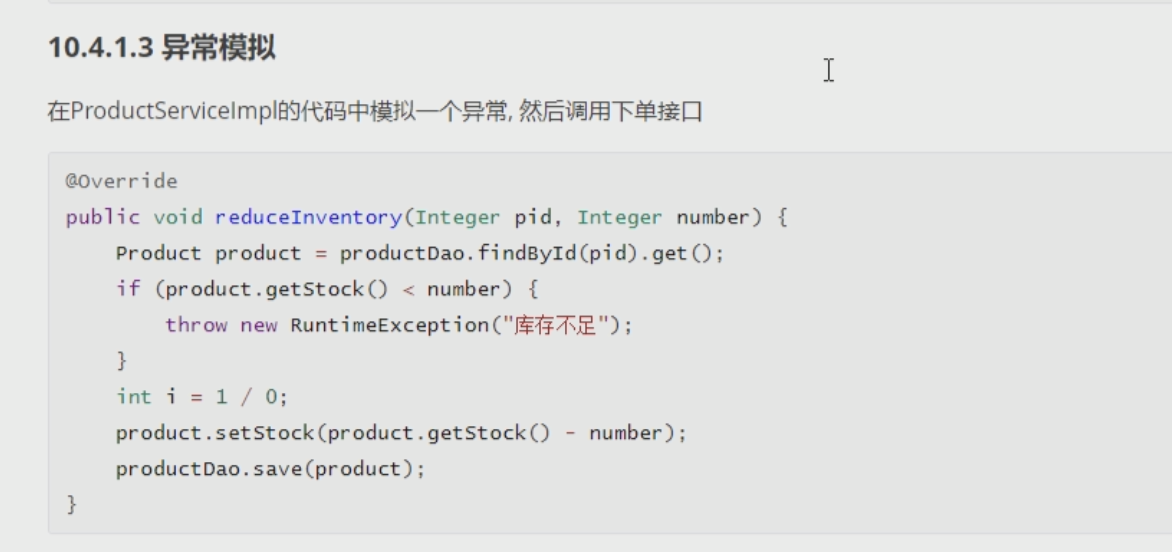 10.4.1.3 异常模拟
在ProductServiceImpl的代码中模拟一个异常, 然后调用下单接口
@Override
public void reduceInventory(Integer pid, Integer number) {
    Product product = productDao.findById(pid).get();
    if (product.getStock() < number) {
        throw new RuntimeException("库存不足");
    }
    int i = 1 / 0;
    product.setStock(product.getStock() - number);
    productDao.save(product);
}